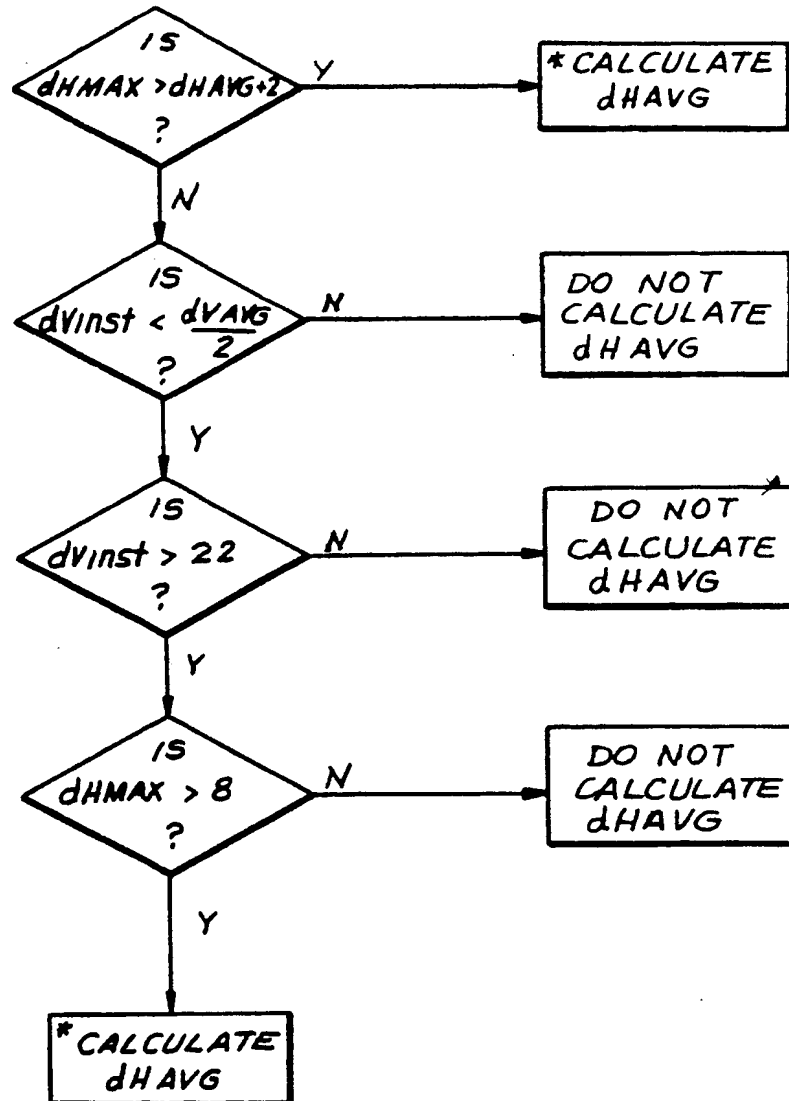 IS
dHMAX > dHAVG+2
?
Y
* CALCULATE
dHAVG
N
IS
dVinst < dVAVG/2
?
N
DO NOT
CALCULATE
dHAVG
Y
IS
dVinst > 22
?
N
DO NOT
CALCULATE
dHAVG
Y
IS
dHMAX > 8
?
N
DO NOT
CALCULATE
dHAVG
Y
* CALCULATE
dHAVG